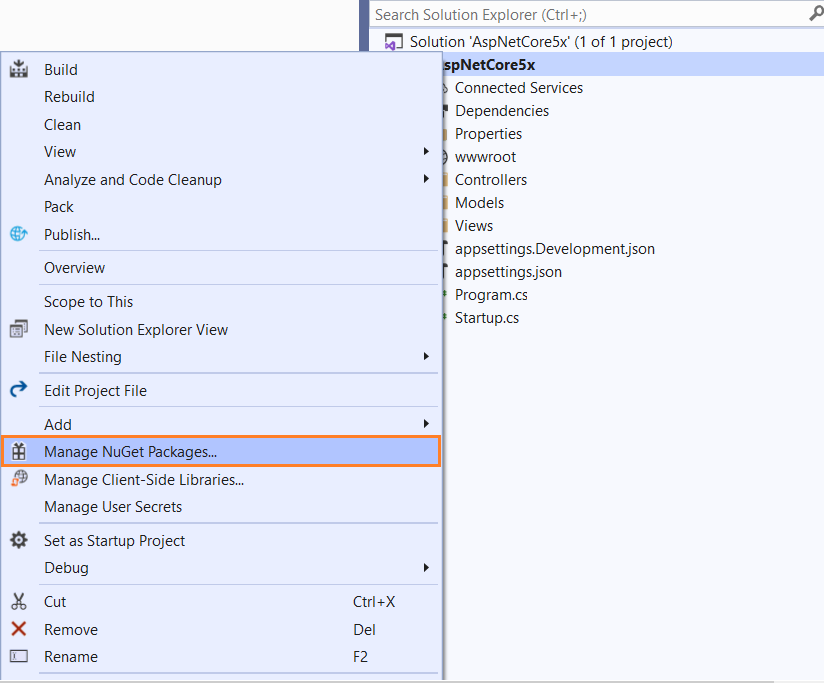 Search Solution Explorer (Ctrl+;)
Solution 'AspNetCore5x' (1 of 1 project)
spNetCore5x
Connected Services
Dependencies
Properties
wwwroot
Controllers
Models
Views
appsettings.Development.json
appsettings.json
Program.cs
Startup.cs
Build
Rebuild
Clean
View
Analyze and Code Cleanup
Pack
Publish...
Overview
Scope to This
New Solution Explorer View
File Nesting
Edit Project File
Add
Manage NuGet Packages...
Manage Client-Side Libraries...
Manage User Secrets
Set as Startup Project
Debug
Cut Ctrl+X
Remove Del
Rename F2